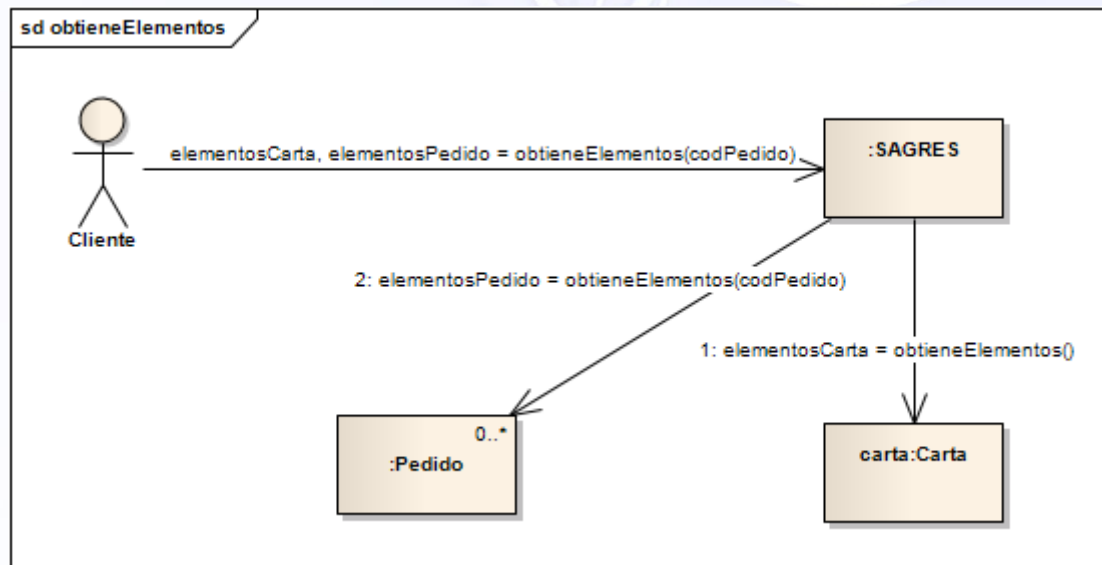 sd obtieneElementos
elementosCarta, elementosPedido = obtieneElementos(codPedido)
:SAGRES
Cliente
2: elementosPedido = obtieneElementos(codPedido)
1: elementosCarta = obtieneElementos()
0..*
:Pedido
carta:Carta